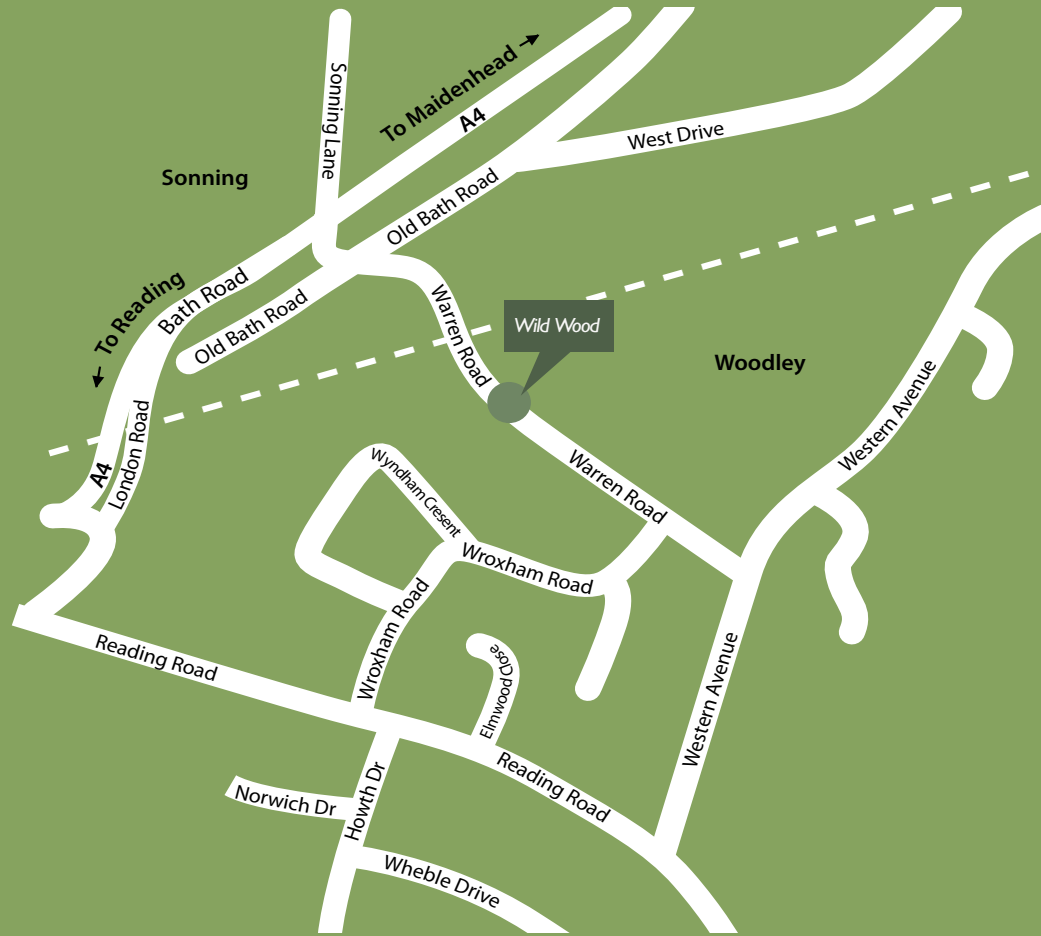 Sonning Lane
To Maidenhead
A4
West Drive
Sonning
Old Bath Road
To Reading
Bath Road
Old Bath Road
Warren Road
Wild Wood
Woodley
Western Avenue
London Road
A4
Wyndham Cresent
Warren Road
Wroxham Road
Wroxham Road
Reading Road
Elmwood Close
Western Avenue
Reading Road
Norwich Dr
Howth Dr
Wheble Drive